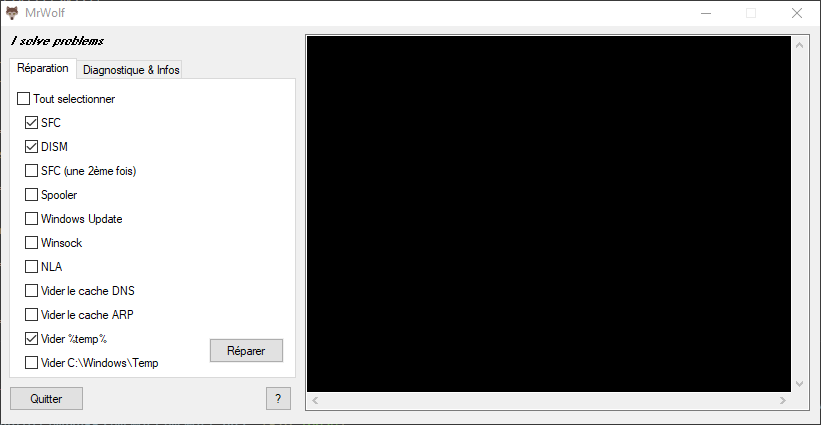 MrWolf
I solve problems
Réparation
Diagnostique & Infos
Tout selectionner
SFC
DISM
SFC (une 2ème fois)
Spooler
Windows Update
Winsock
NLA
Vider le cache DNS
Vider le cache ARP
Vider %temp%
Réparer
Vider C:\Windows\Temp
Quitter
?